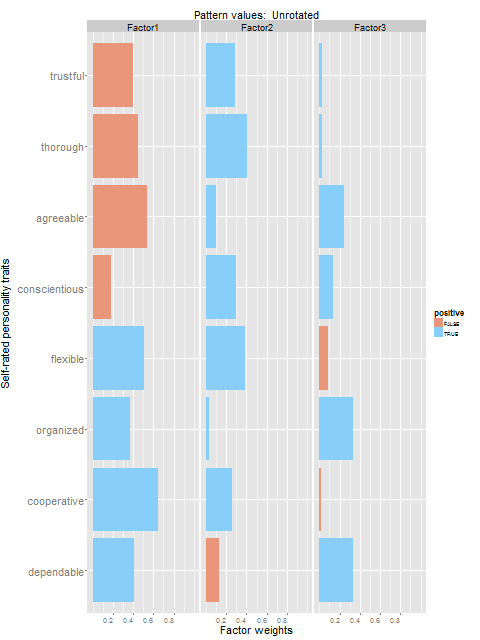 Pattern values: Unrotated
Factor1 Factor2 Factor3
trustful
thorough
agreeable
conscientious
flexible
organized
cooperative
dependable
Self-rated personality traits
0.2 0.4 0.6 0.8 0.2 0.4 0.6 0.8 0.2 0.4 0.6 0.8
Factor weights
positive
FALSE
TRUE